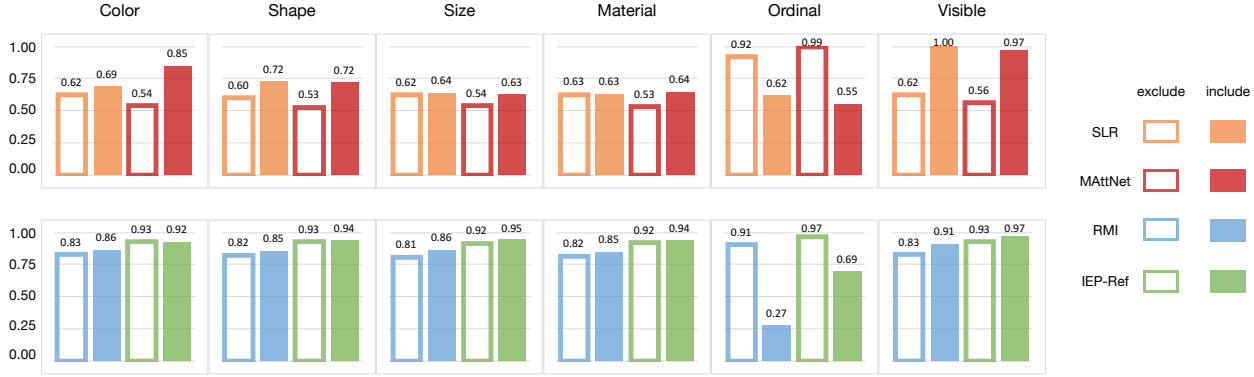 Color Shape Size Material Ordinal Visible
1.00
0.75
0.50
0.25
0.00
0.62 0.69 0.54 0.85
0.60 0.72 0.53 0.72
0.62 0.64 0.54 0.63
0.63 0.63 0.53 0.64
0.92 0.62 0.99 0.55
0.62 1.00 0.56 0.97
1.00
0.75
0.50
0.25
0.00
0.83 0.86 0.93 0.92
0.82 0.85 0.93 0.94
0.81 0.86 0.92 0.95
0.82 0.85 0.92 0.94
0.91 0.27 0.97 0.69
0.83 0.91 0.93 0.97
exclude include
SLR
MAttNet
RMI
IEP-Ref